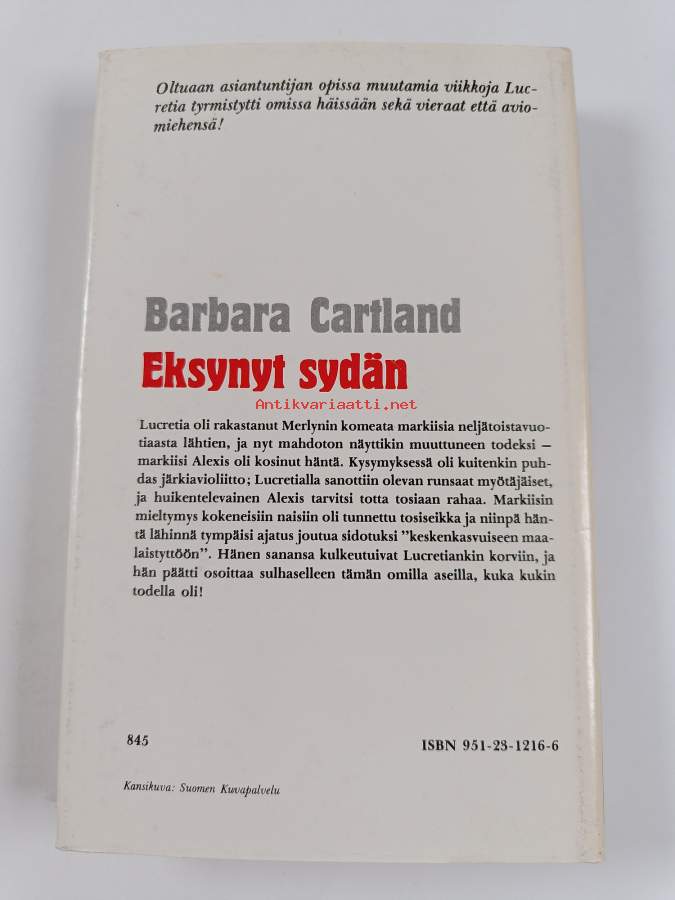 Oltuaan asiantuntijan opissa muutamia viikkoja Luc-
retia tyrmistytti omissa häissään sekä vieraat että avio-
miehensä!
Barbara Cartland
Eksynyt sydän
Antikvariaatti.net
Lucretia oli rakastanut Merlynin komeata markiisia neljätoistavuo-
tiaasta lähtien, ja nyt mahdoton näyttikin muuttuneen todeksi —
markiisi Alexis oli kosinut häntä. Kysymyksessä oli kuitenkin puh-
das järkiavioliitto; Lucretialla sanottiin olevan runsaat myötäjäiset,
ja huikentelevainen Alexis tarvitsi totta tosiaan rahaa. Markiisin
mieltymys kokeneisiin naisiin oli tunnettu tosiseikka ja niinpä hän-
tä lähinnä tympäisi ajatus joutua sidotuksi "keskenkasvuiseen maa-
laistyttöön". Hänen sanansa kulkeutuivat Lucretiankin korviin, ja
hän päätti osoittaa sulhaselleen tämän omilla aseilla, kuka kukin
todella oli!
845
ISBN 951-23-1216-6
Kansikuva: Suomen Kuvapalvelu